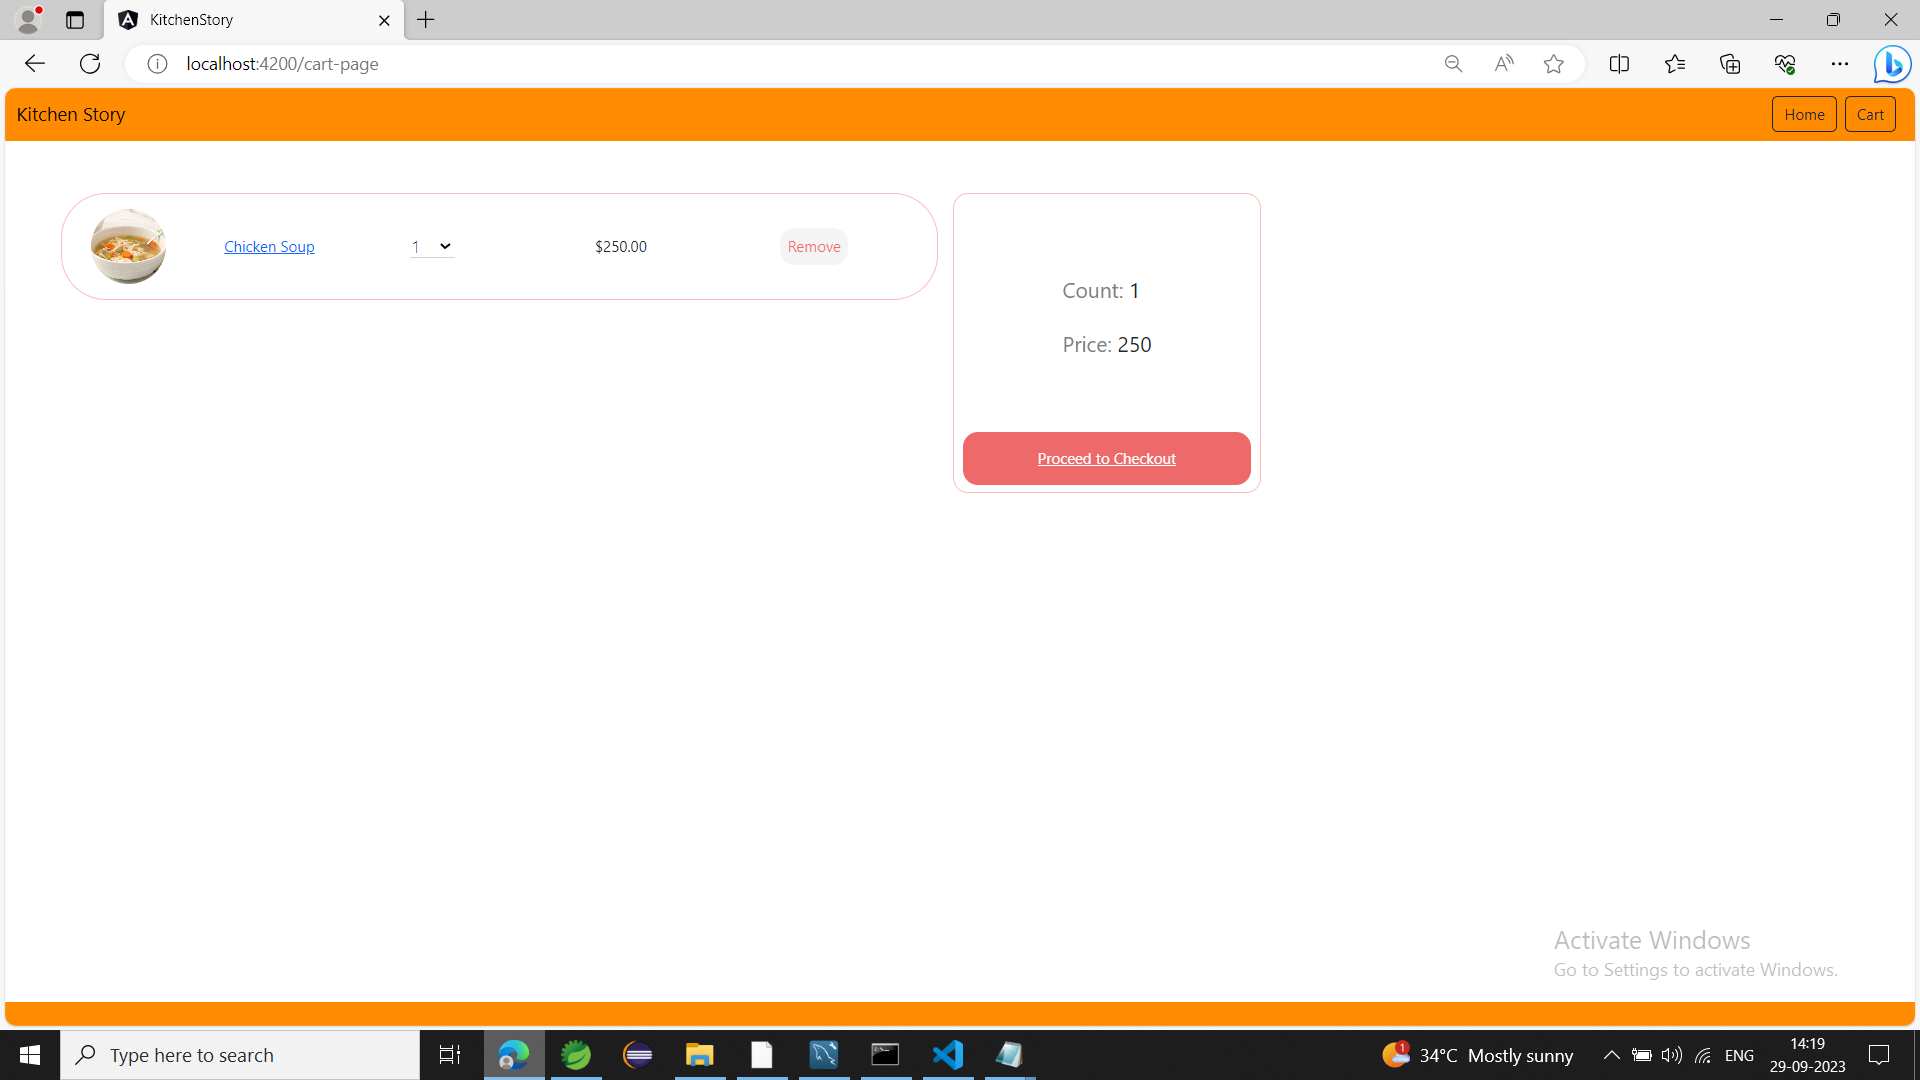 KitchenStory
localhost:4200/cart-page
Kitchen Story
Home
Cart
Chicken Soup
1
$250.00
Remove
Count: 1
Price: 250
Proceed to Checkout
Activate Windows
Go to Settings to activate Windows.
Type here to search
1
34°C Mostly sunny
ENG
14:19
29-09-2023